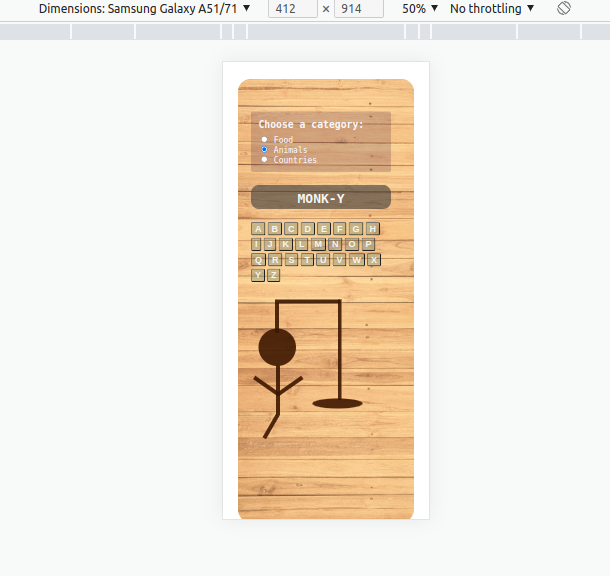 Dimensions: Samsung Galaxy A51/71 ▼ 412 × 914 50% ▼ No throttling ▼
Choose a category:
Food
Animals
Countries
MONK-Y
A B C D E F G H
I J K L M N O P
Q R S T U V W X
Y Z